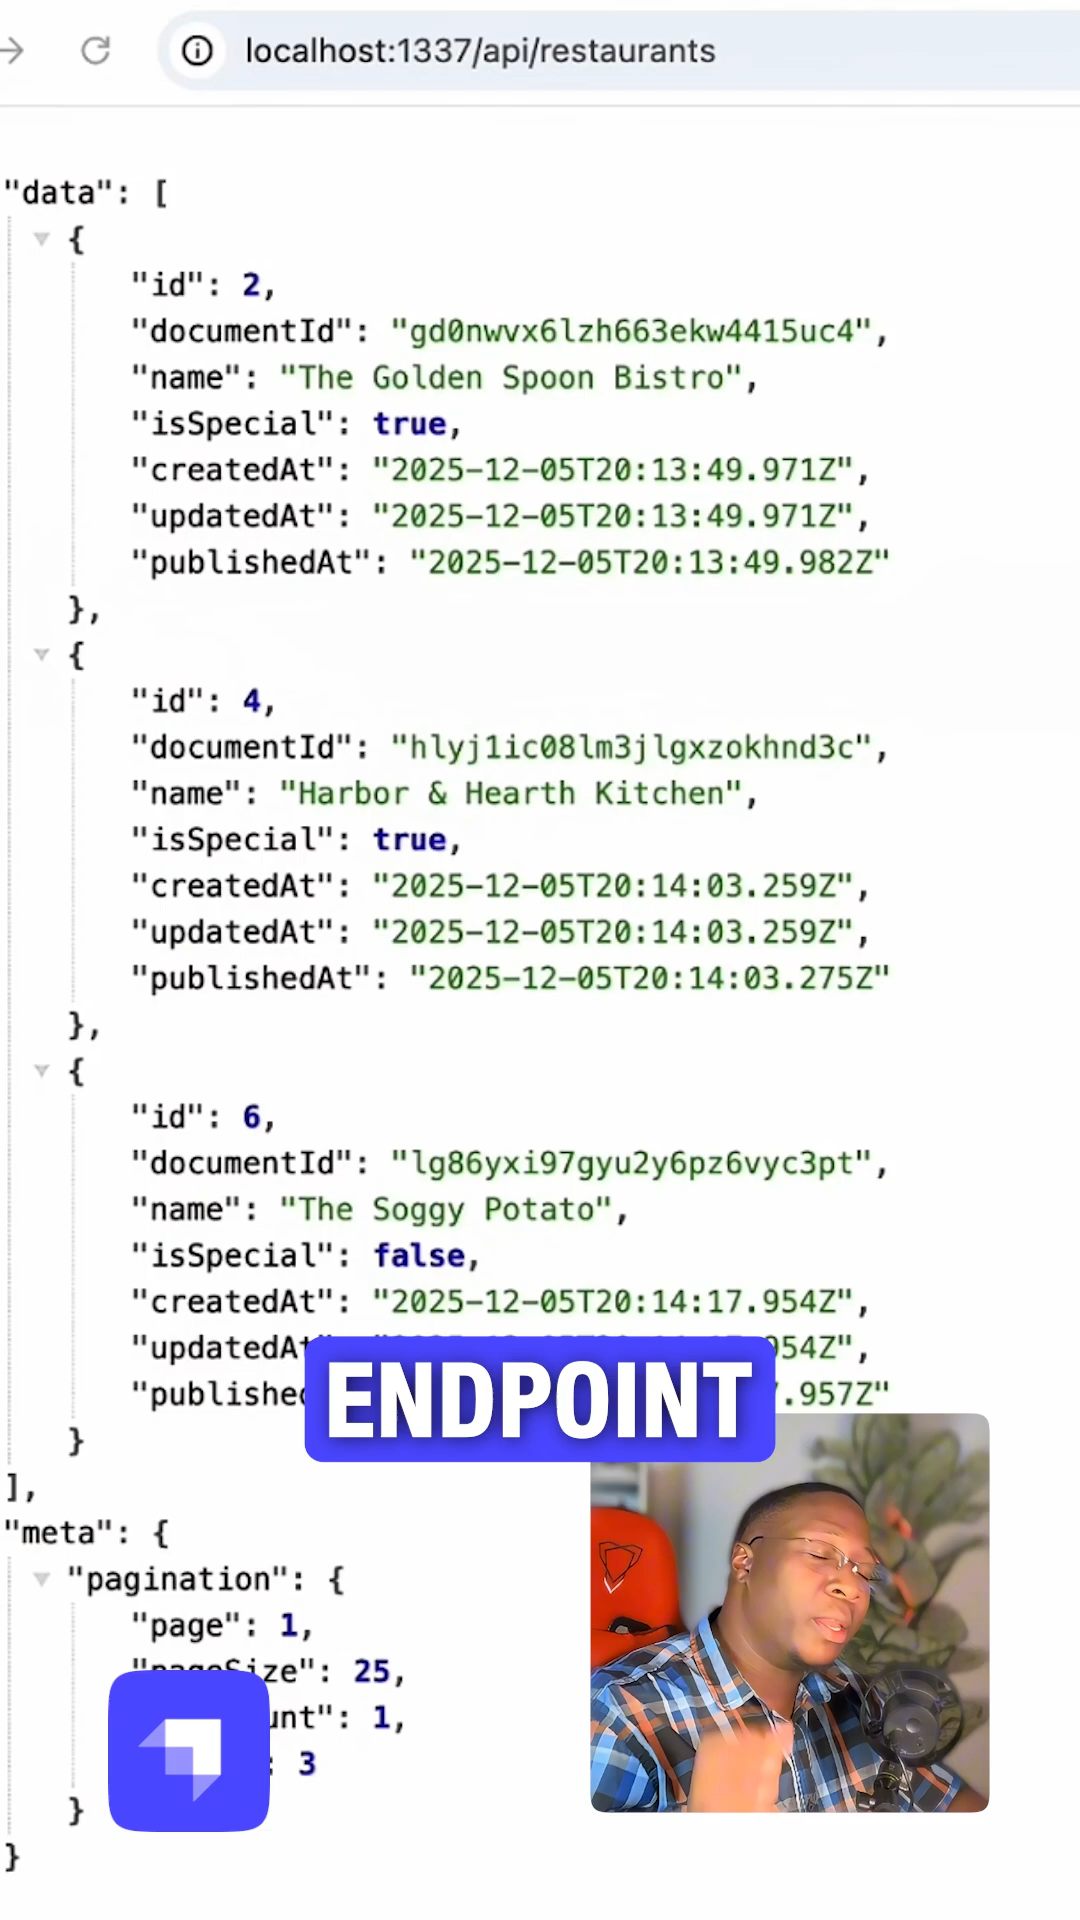 localhost:1337/api/restaurants
"data": [
{
"id": 2,
"documentId": "gd0nwvx6lzh663ekw4415uc4",
"name": "The Golden Spoon Bistro",
"isSpecial": true,
"createdAt": "2025-12-05T20:13:49.971Z",
"updatedAt": "2025-12-05T20:13:49.971Z",
"publishedAt": "2025-12-05T20:13:49.982Z"
},
{
"id": 4,
"documentId": "hlyj1ic08lm3jlgxzokhnd3c",
"name": "Harbor & Hearth Kitchen",
"isSpecial": true,
"createdAt": "2025-12-05T20:14:03.259Z",
"updatedAt": "2025-12-05T20:14:03.259Z",
"publishedAt": "2025-12-05T20:14:03.275Z"
},
{
"id": 6,
"documentId": "lg86yxi97gyu2y6pz6vyc3pt",
"name": "The Soggy Potato",
"isSpecial": false,
"createdAt": "2025-12-05T20:14:17.954Z",
"updatedAt 954Z",
"publishe .957Z"
ENDPOINT
}
],
"meta": {
"pagination": {
"page": 1,
"pageSize": 25,
unt": 1,
: 3
}
}